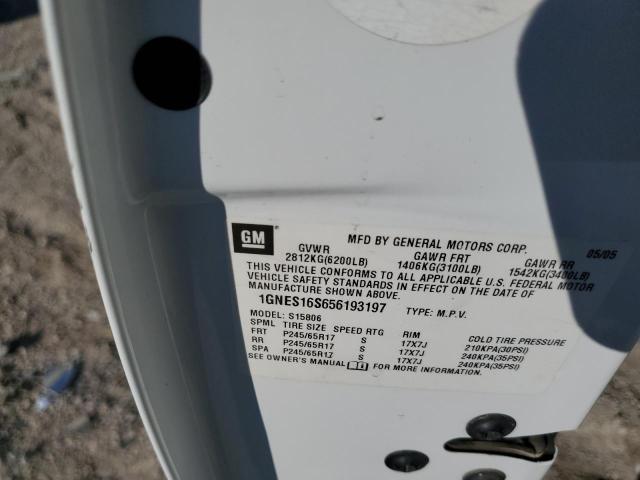 GM
MFD BY GENERAL MOTORS CORP. 05/05
GVWR GAWR FRT GAWR RR
2812KG(6200LB) 1406KG(3100LB) 1542KG(3400LB)
THIS VEHICLE CONFORMS TO ALL APPLICABLE U.S. FEDERAL MOTOR
VEHICLE SAFETY STANDARDS IN EFFECT ON THE DATE OF
MANUFACTURE SHOWN ABOVE.
1GNES16S656193197 TYPE: M.P.V.
MODEL: S15806
SPML TIRE SIZE SPEED RTG RIM COLD TIRE PRESSURE
FRT P245/65R17 S 17X7J 210KPA(30PSI)
RR P245/65R17 S 17X7J 240KPA(35PSI)
SPA P245/65R17 S 17X7J 240KPA(35PSI)
SEE OWNER'S MANUAL FOR MORE INFORMATION.